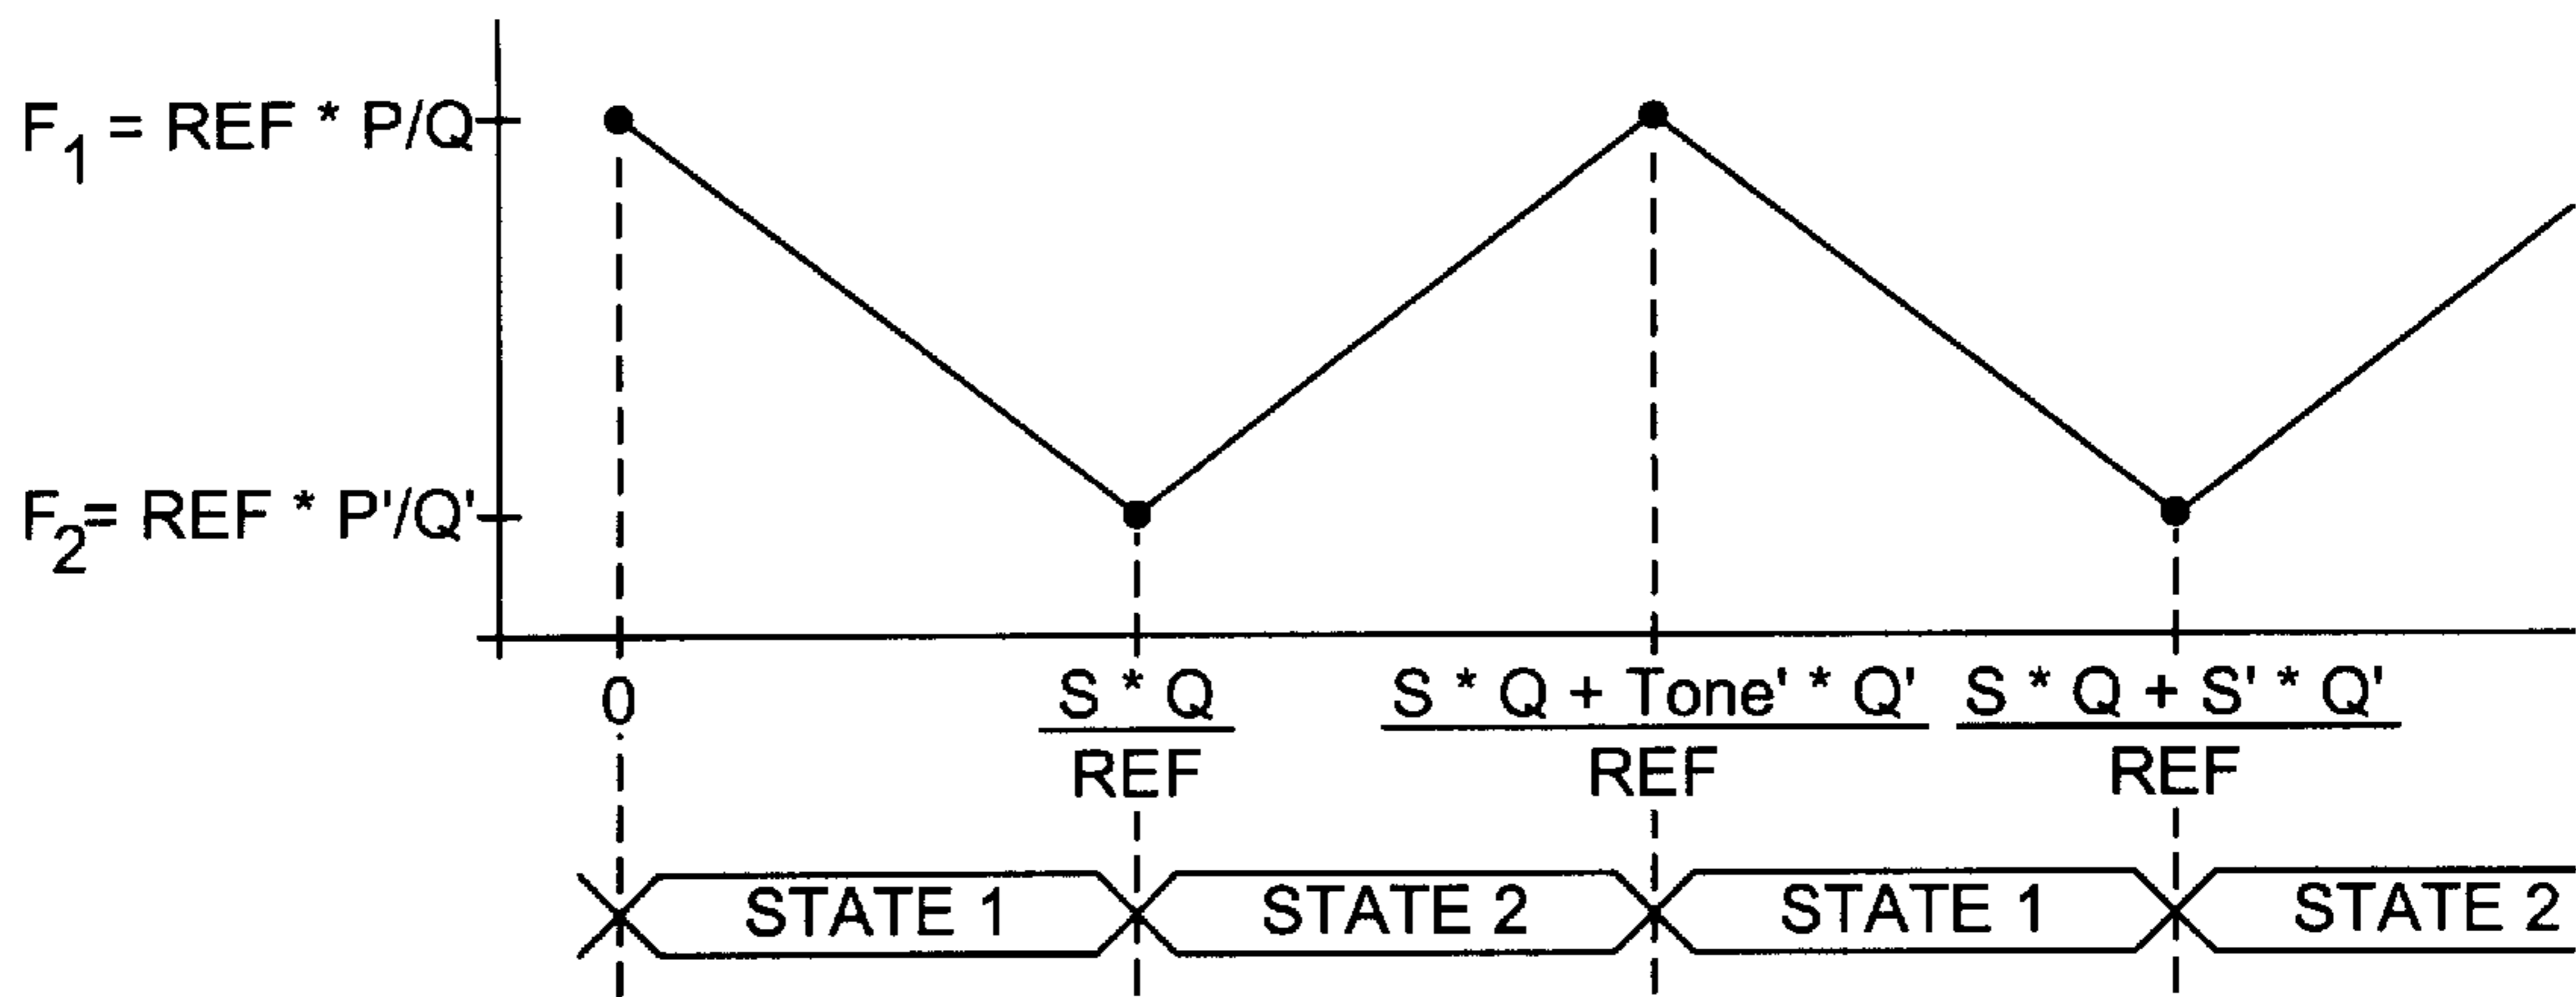 F1 = REF * P/Q
F2= REF * P'/Q'
0
S * Q
REF
S * Q + Tone' * Q'
REF
S * Q + S' * Q'
REF
STATE 1
STATE 2
STATE 1
STATE 2